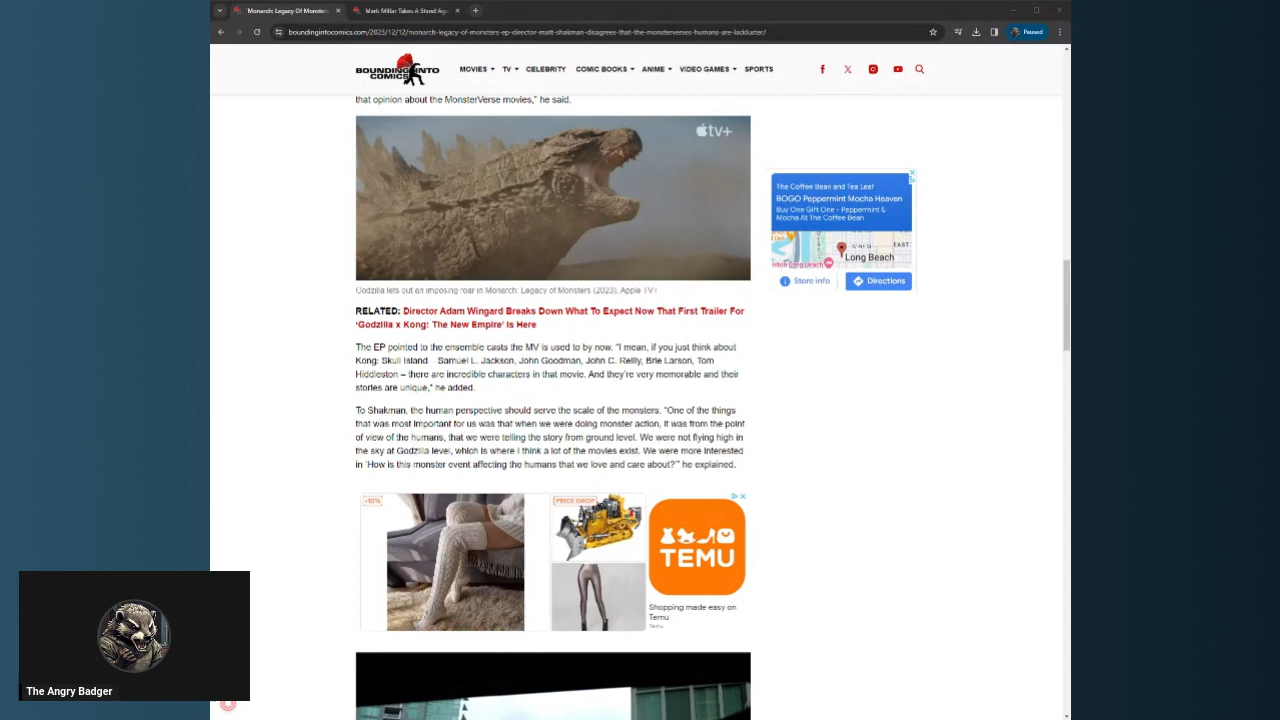 'Monarch: Legacy Of Monsters
Mark Millar Takes A Stand Aga
boundingintocomics.com/2023/12/12/monarch-legacy-of-monsters-ep-director-matt-shakman-disagrees-that-the-monsterverses-humans-are-lackluster/
Paused
BOUNDING INTO
COMICS
MOVIES TV CELEBRITY COMIC BOOKS ANIME VIDEO GAMES SPORTS
that opinion about the MonsterVerse movies," he said.
tv+
Godzilla lets out an imposing roar in Monarch: Legacy of Monsters (2023), Apple TV+
RELATED: Director Adam Wingard Breaks Down What To Expect Now That First Trailer For
'Godzilla x Kong: The New Empire' Is Here
The EP pointed to the ensemble casts the MV is used to by now. "I mean, if you just think about
Kong: Skull Island – Samuel L. Jackson, John Goodman, John C. Reilly, Brie Larson, Tom
Hiddleston – there are incredible characters in that movie. And they're very memorable and their
stories are unique," he added.
To Shakman, the human perspective should serve the scale of the monsters. "One of the things
that was most important for us was that when we were doing monster action, it was from the point
of view of the humans, that we were telling the story from ground level. We were not flying high in
the sky at Godzilla level, which is where I think a lot of the movies exist. We were more interested
in 'How is this monster event affecting the humans that we love and care about?'" he explained.
The Coffee Bean and Tea Leaf
BOGO Peppermint Mocha Heaven
Buy One Gift One - Peppermint &
Mocha At The Coffee Bean
W 4th St
EAST
Long Beach
Store info
Directions
-10%
PRICE DROP
TEMU
Shopping made easy on
Temu
Temu
The Angry Badger